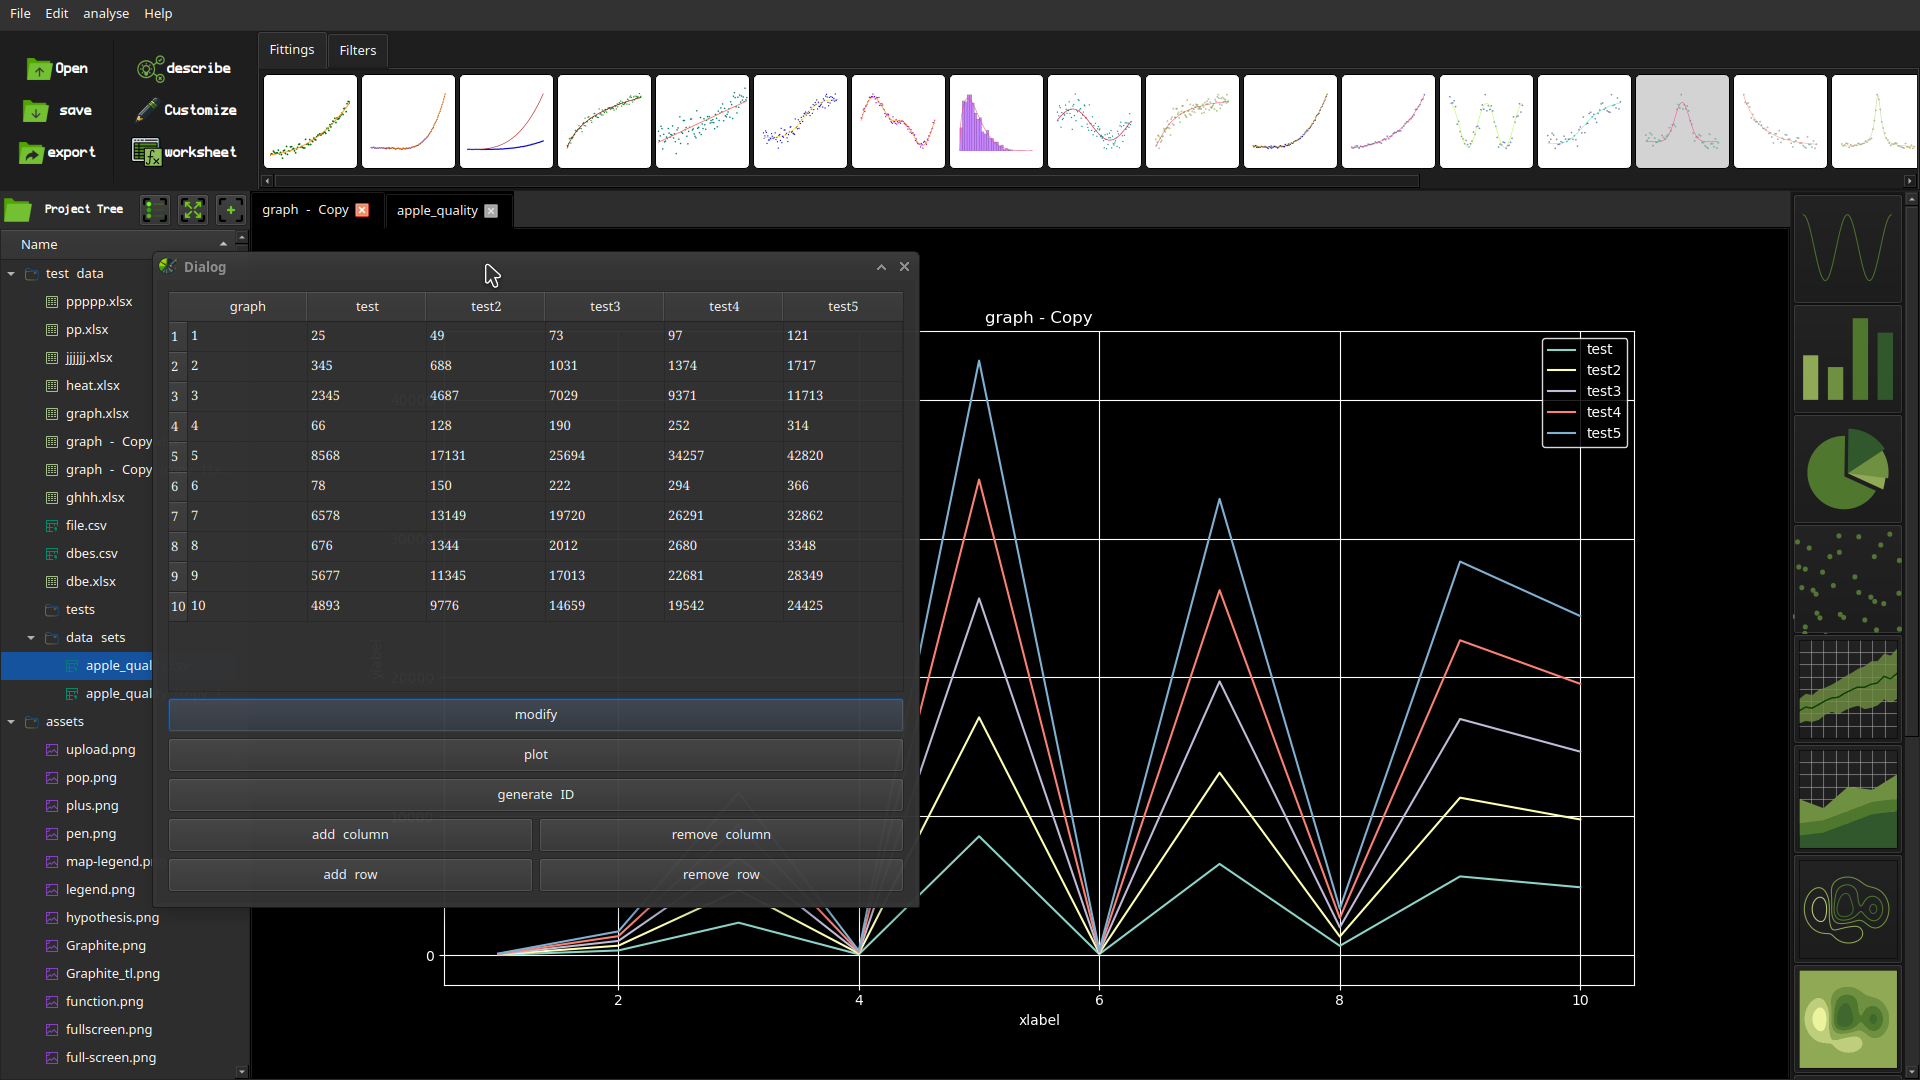 File Edit analyse Help
Open
save
export
describe
Customize
worksheet
Fittings Filters
Project Tree
Name
test data
ppppp.xlsx
pp.xlsx
jjjjjj.xlsx
heat.xlsx
graph.xlsx
graph - Copy
graph - Copy
ghhh.xlsx
file.csv
dbes.csv
dbe.xlsx
tests
data sets
apple_qual
apple_qual
assets
upload.png
pop.png
plus.png
pen.png
map-legend.pn
legend.png
hypothesis.png
Graphite.png
Graphite_tl.png
function.png
fullscreen.png
full-screen.png
graph - Copy apple_quality
Dialog
graph test test2 test3 test4 test5
1 1 25 49 73 97 121
2 2 345 688 1031 1374 1717
3 3 2345 4687 7029 9371 11713
4 4 66 128 190 252 314
5 5 8568 17131 25694 34257 42820
6 6 78 150 222 294 366
7 7 6578 13149 19720 26291 32862
8 8 676 1344 2012 2680 3348
9 9 5677 11345 17013 22681 28349
10 10 4893 9776 14659 19542 24425
modify
plot
generate ID
add column remove column
add row remove row
graph - Copy
test
test2
test3
test4
test5
0
2 4 6 8 10
xlabel